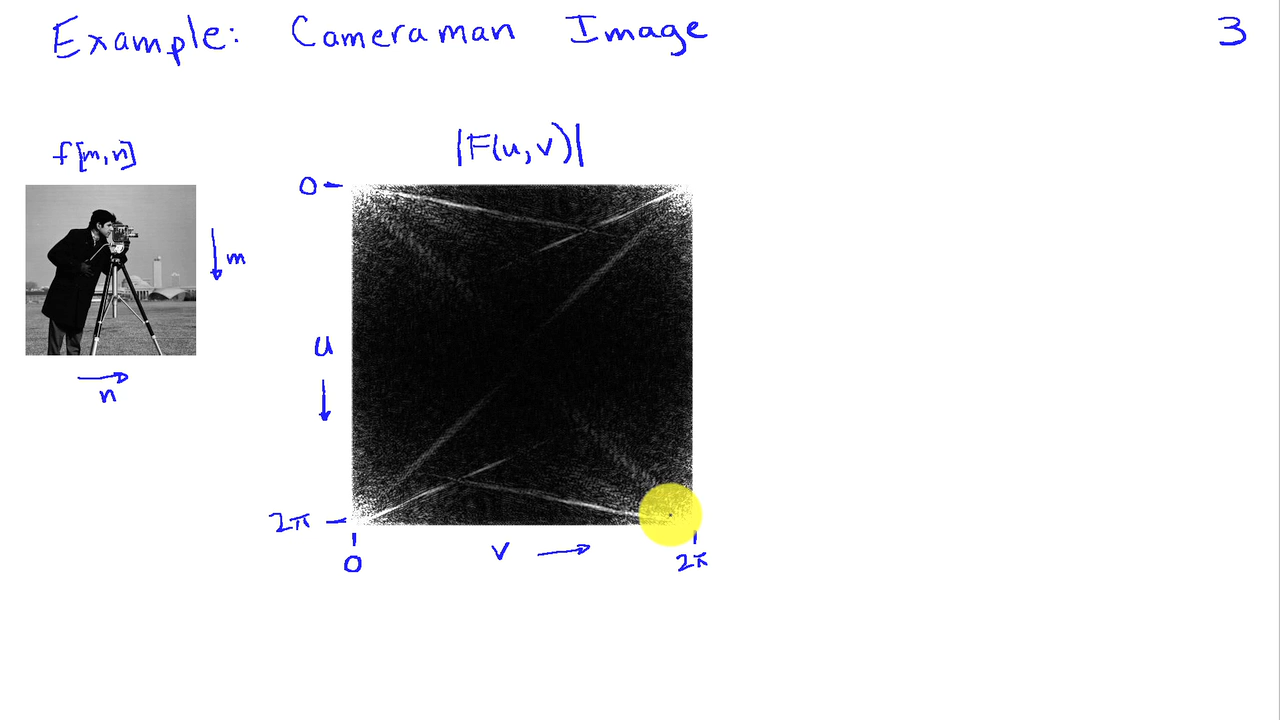 Example: Cameraman Image
3
f[m,n]
|F(u,v)|
0
m
u
n
2π
v
0
2π